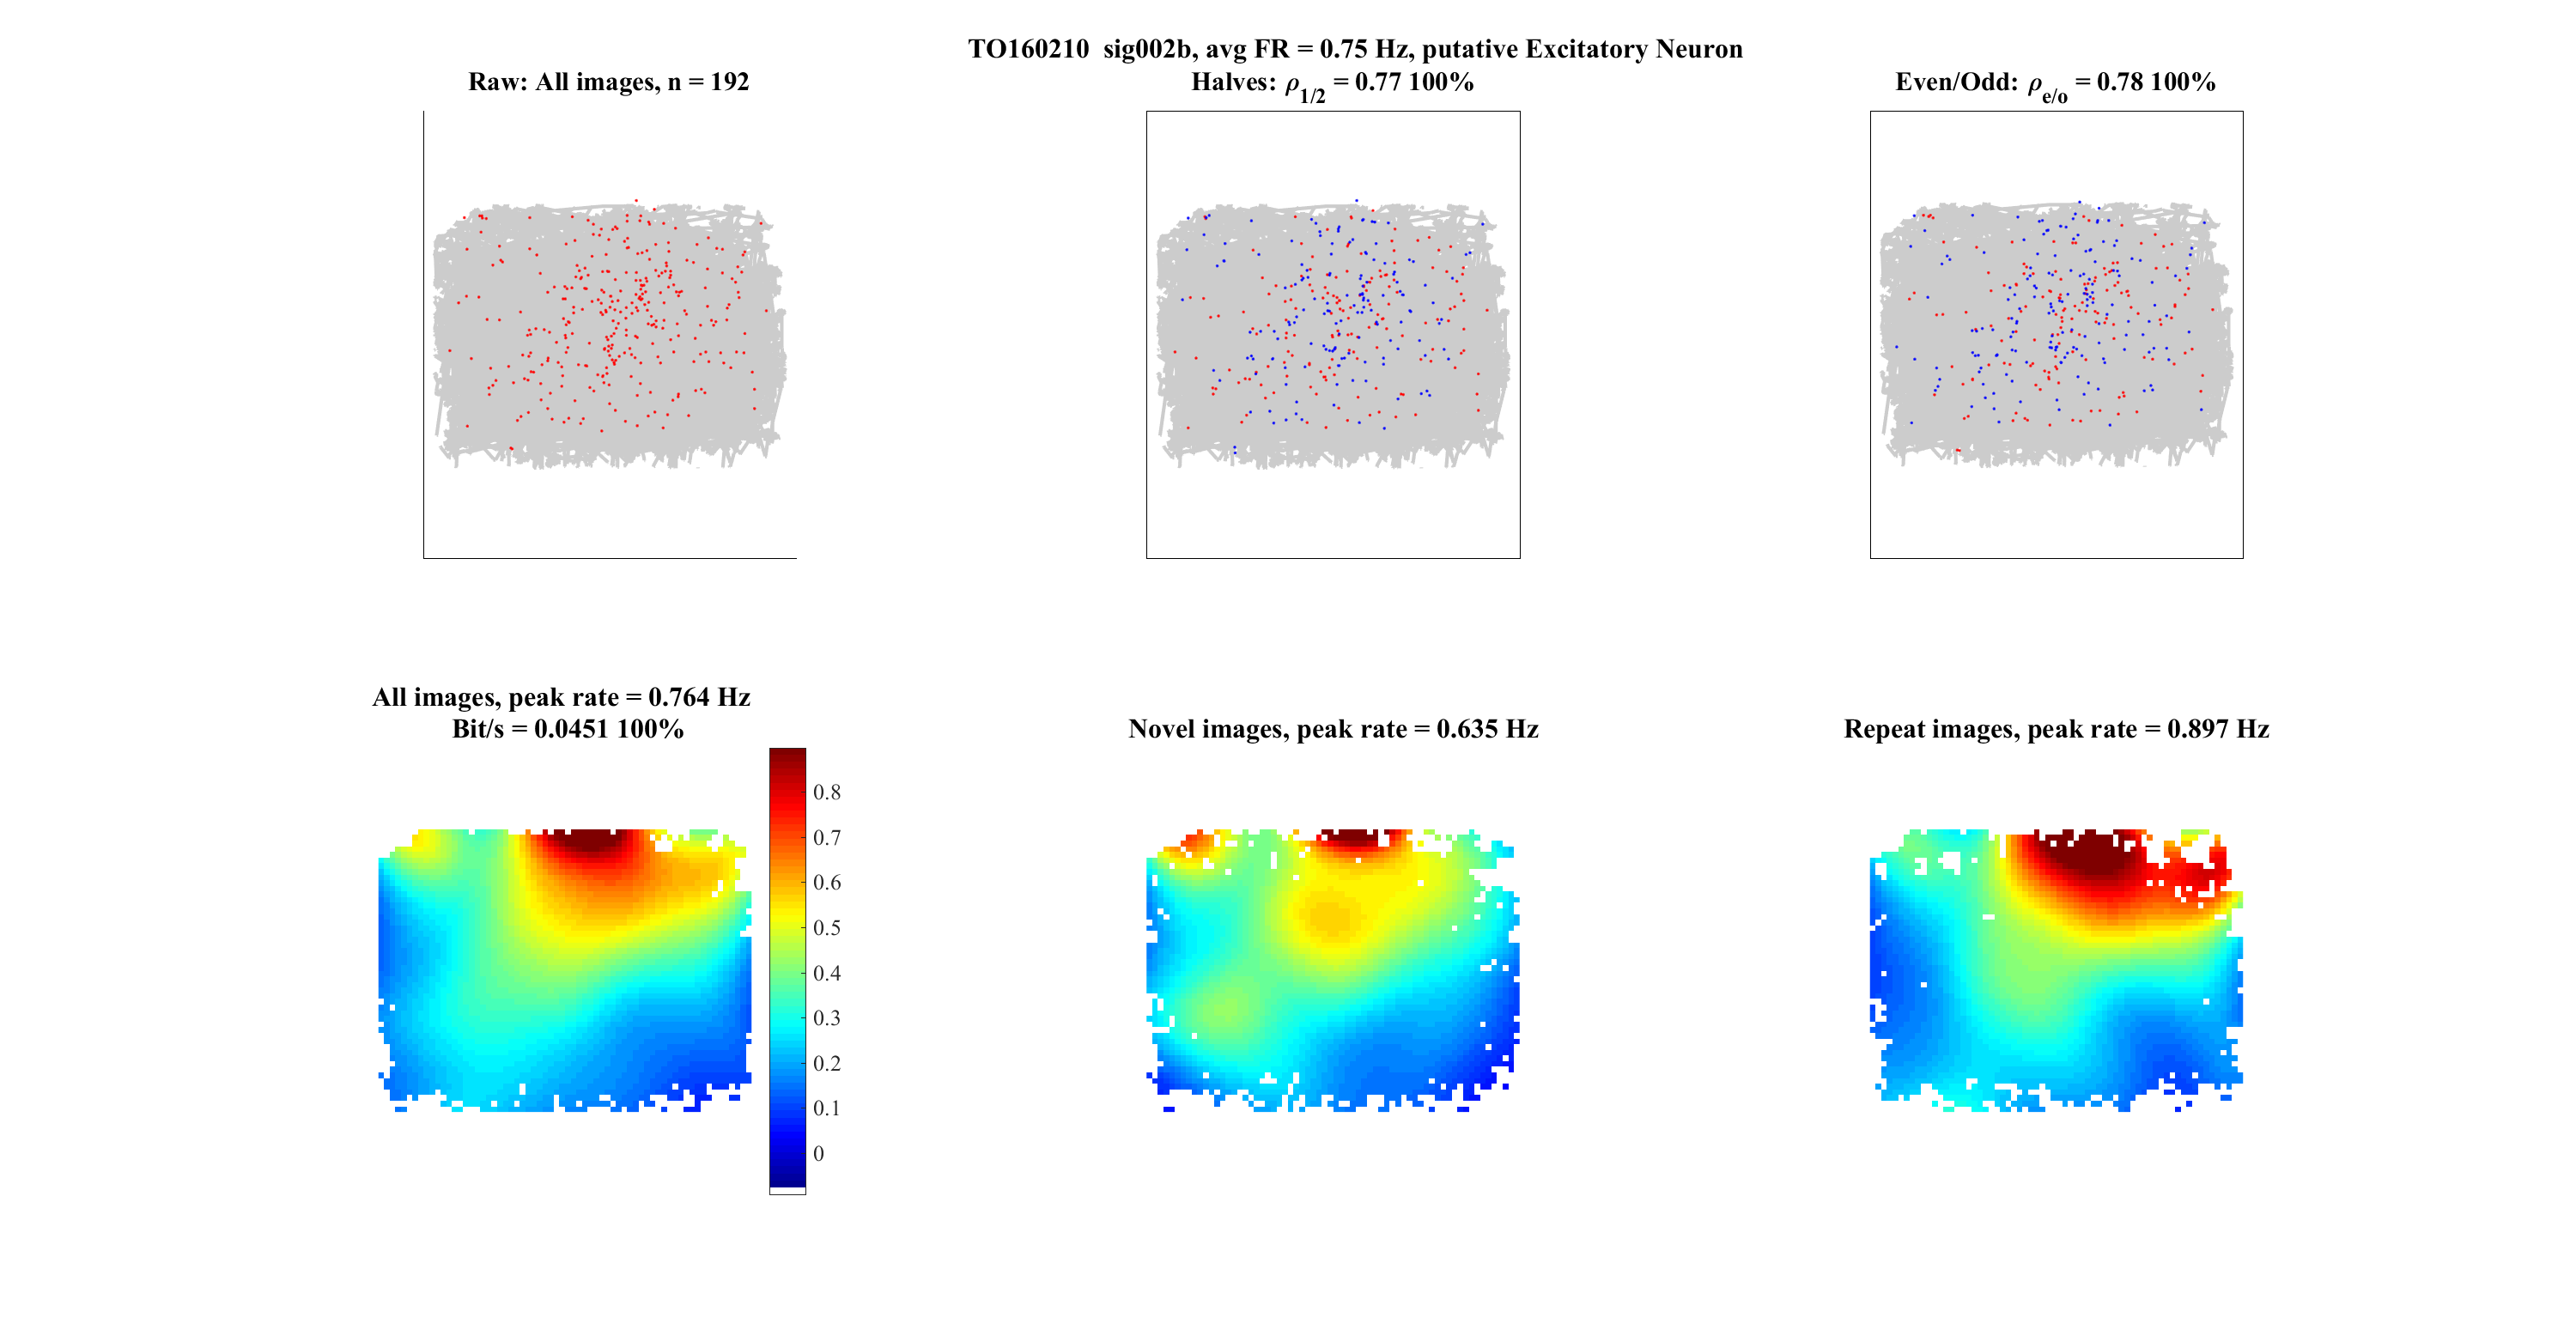 TO160210  sig002b, avg FR = 0.75 Hz, putative Excitatory Neuron
Raw: All images, n = 192
Halves: ρ1/2 = 0.77 100%
Even/Odd: ρe/o = 0.78 100%
All images, peak rate = 0.764 Hz
Bit/s = 0.0451 100%
Novel images, peak rate = 0.635 Hz
Repeat images, peak rate = 0.897 Hz
0.8
0.7
0.6
0.5
0.4
0.3
0.2
0.1
0